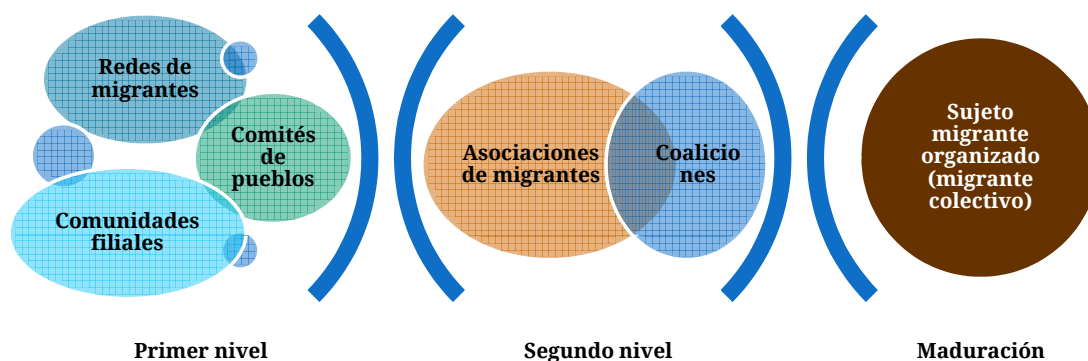 Redes de
migrantes
Comités
de
pueblos
Comunidades
filiales
Asociaciones
de migrantes
Coalicio
nes
Sujeto
migrante
organizado
(migrante
colectivo)
Primer nivel
Segundo nivel
Maduración